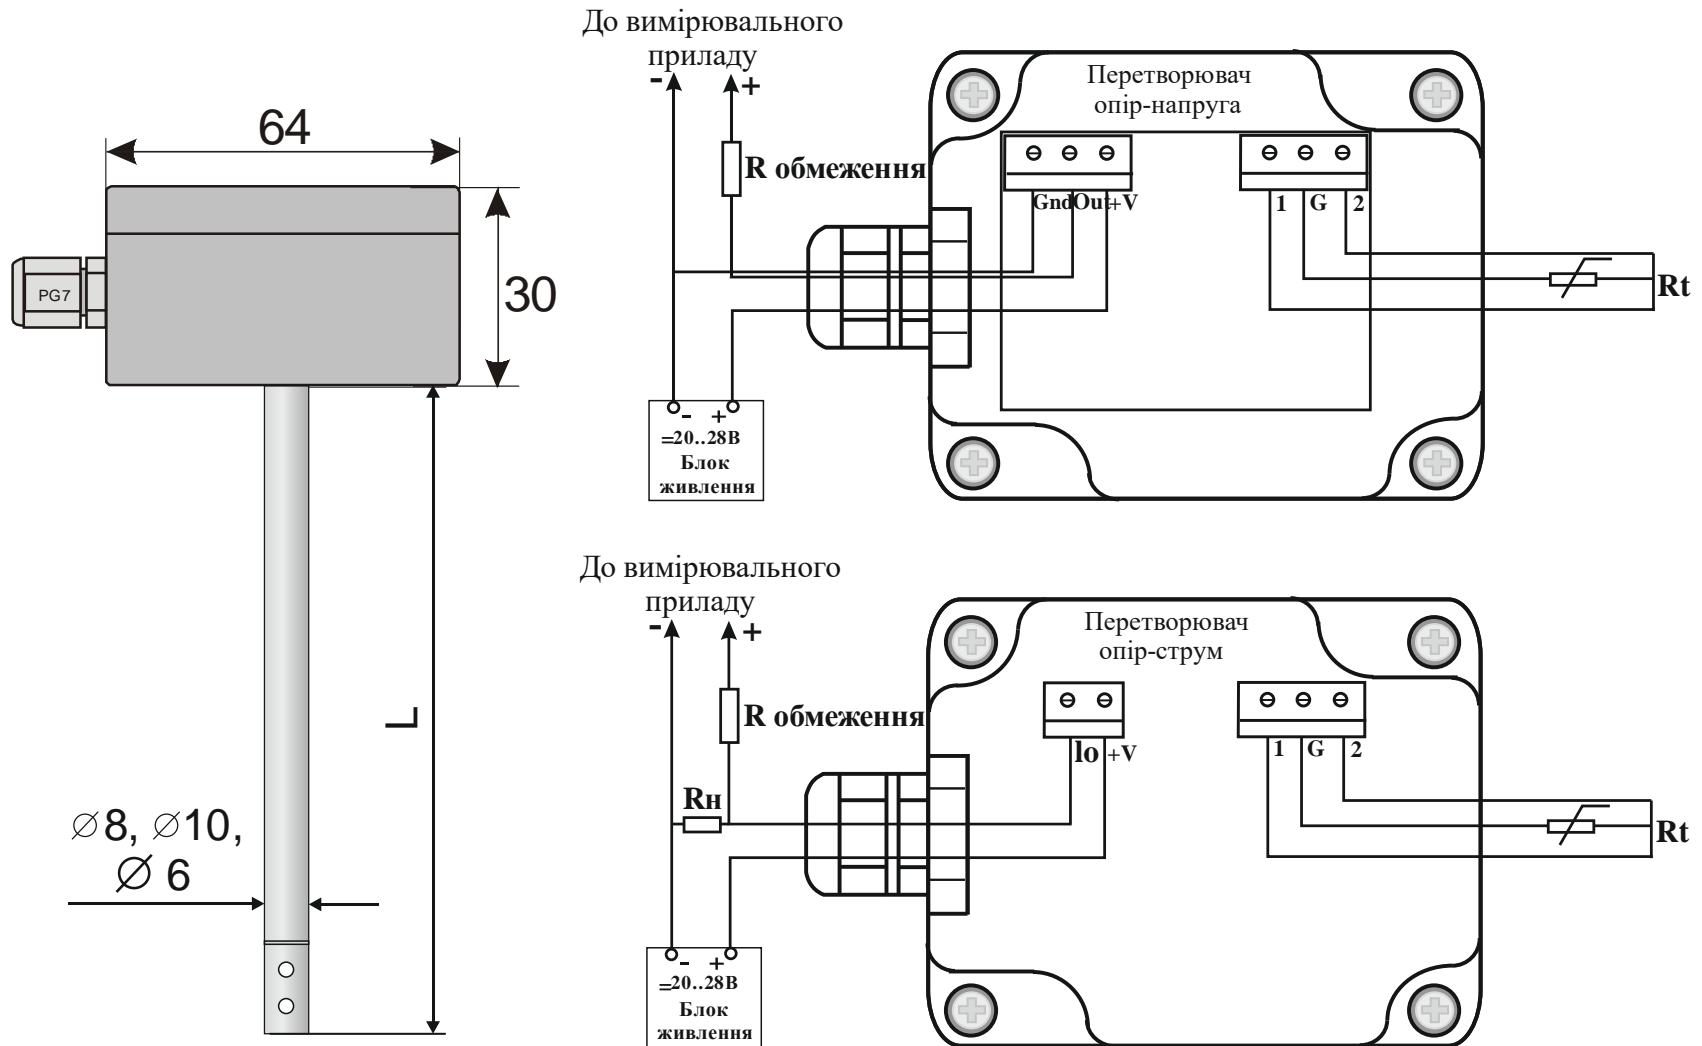 64
30
PG7
L
∅8, ∅10,
∅ 6
До вимірювального
приладу
- +
R обмеження
Перетворювач
опір-напруга
Gnd Out +V
1 G 2
Rt
- +
=20..28В
Блок
живлення
До вимірювального
приладу
- +
R обмеження
Rн
Перетворювач
опір-струм
Io +V
1 G 2
Rt
- +
=20..28В
Блок
живлення